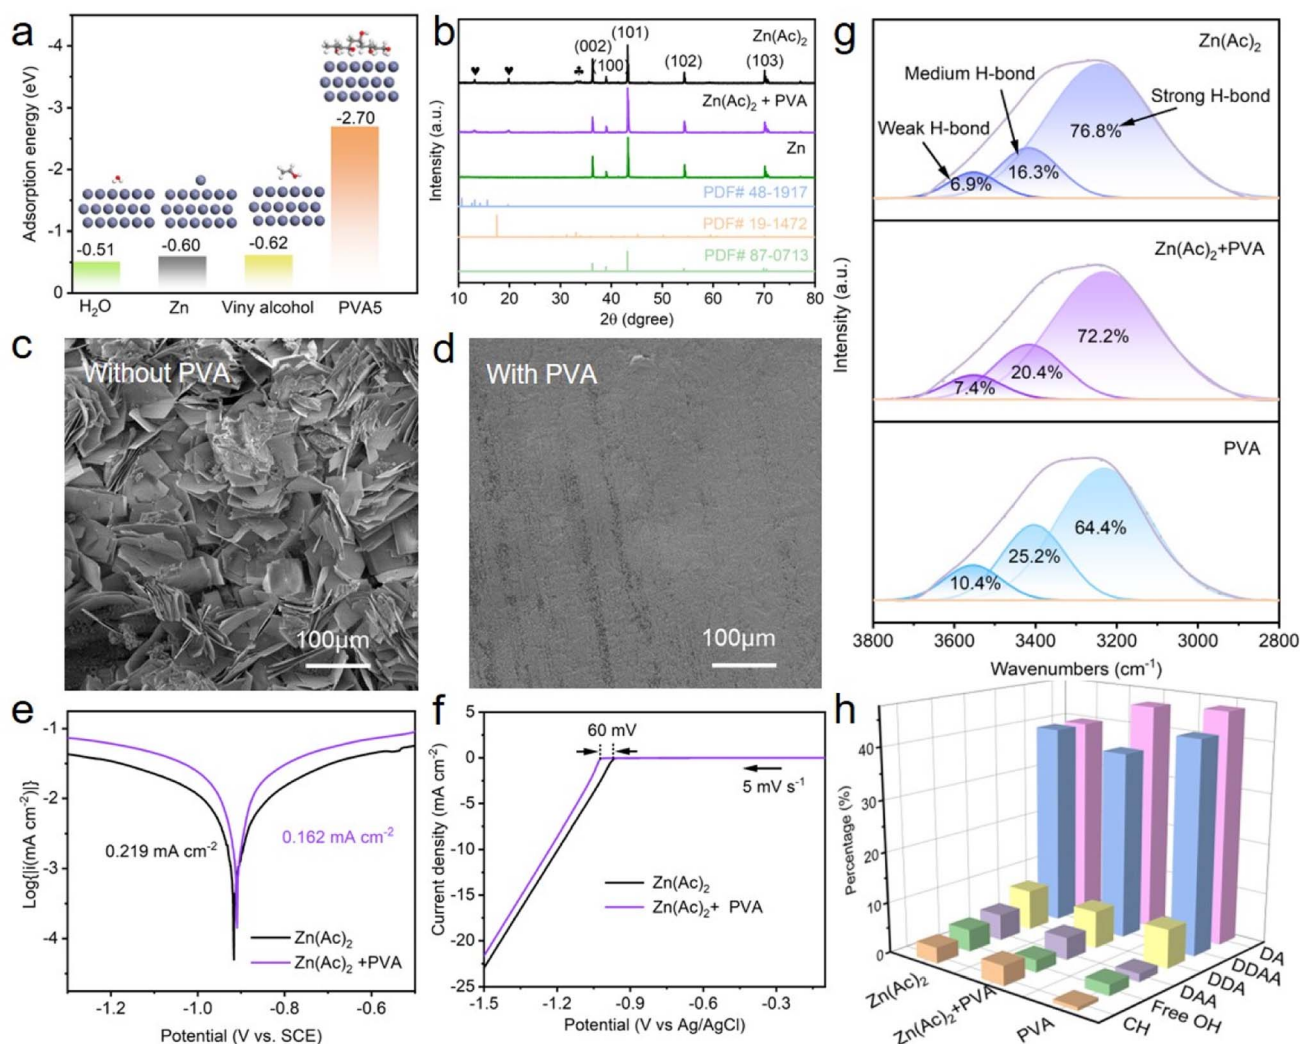 a
Adsorption energy (eV)
-4
-3
-2
-1
0
-0.51
-0.60
-0.62
-2.70
H₂O
Zn
Viny alcohol
PVA5
b
Intensity (a.u.)
Zn(Ac)₂
(002)
(100)
(101)
(102)
(103)
♥
♥
♣
Zn(Ac)₂ + PVA
Zn
PDF# 48-1917
PDF# 19-1472
PDF# 87-0713
10 20 30 40 50 60 70 80
2θ (dgree)
c
Without PVA
100μm
d
With PVA
100μm
e
Log{|i(mA cm⁻²)|}
-1
-2
-3
-4
0.219 mA cm⁻²
0.162 mA cm⁻²
Zn(Ac)₂
Zn(Ac)₂ +PVA
-1.2 -1.0 -0.8 -0.6
Potential (V vs. SCE)
f
Current density (mA cm⁻²)
5
0
-5
-10
-15
-20
-25
60 mV
5 mV s⁻¹
Zn(Ac)₂
Zn(Ac)₂+ PVA
-1.5 -1.2 -0.9 -0.6 -0.3
Potential (V vs Ag/AgCl)
g
Intensity (a.u.)
Zn(Ac)₂
Medium H-bond
Strong H-bond
Weak H-bond
76.8%
16.3%
6.9%
Zn(Ac)₂+PVA
72.2%
20.4%
7.4%
PVA
64.4%
25.2%
10.4%
3800 3600 3400 3200 3000 2800
Wavenumbers (cm⁻¹)
h
Percentage (%)
40
30
20
10
0
Zn(Ac)₂
Zn(Ac)₂+PVA
PVA
CH
Free OH
DAA
DDA
DDAA
DA